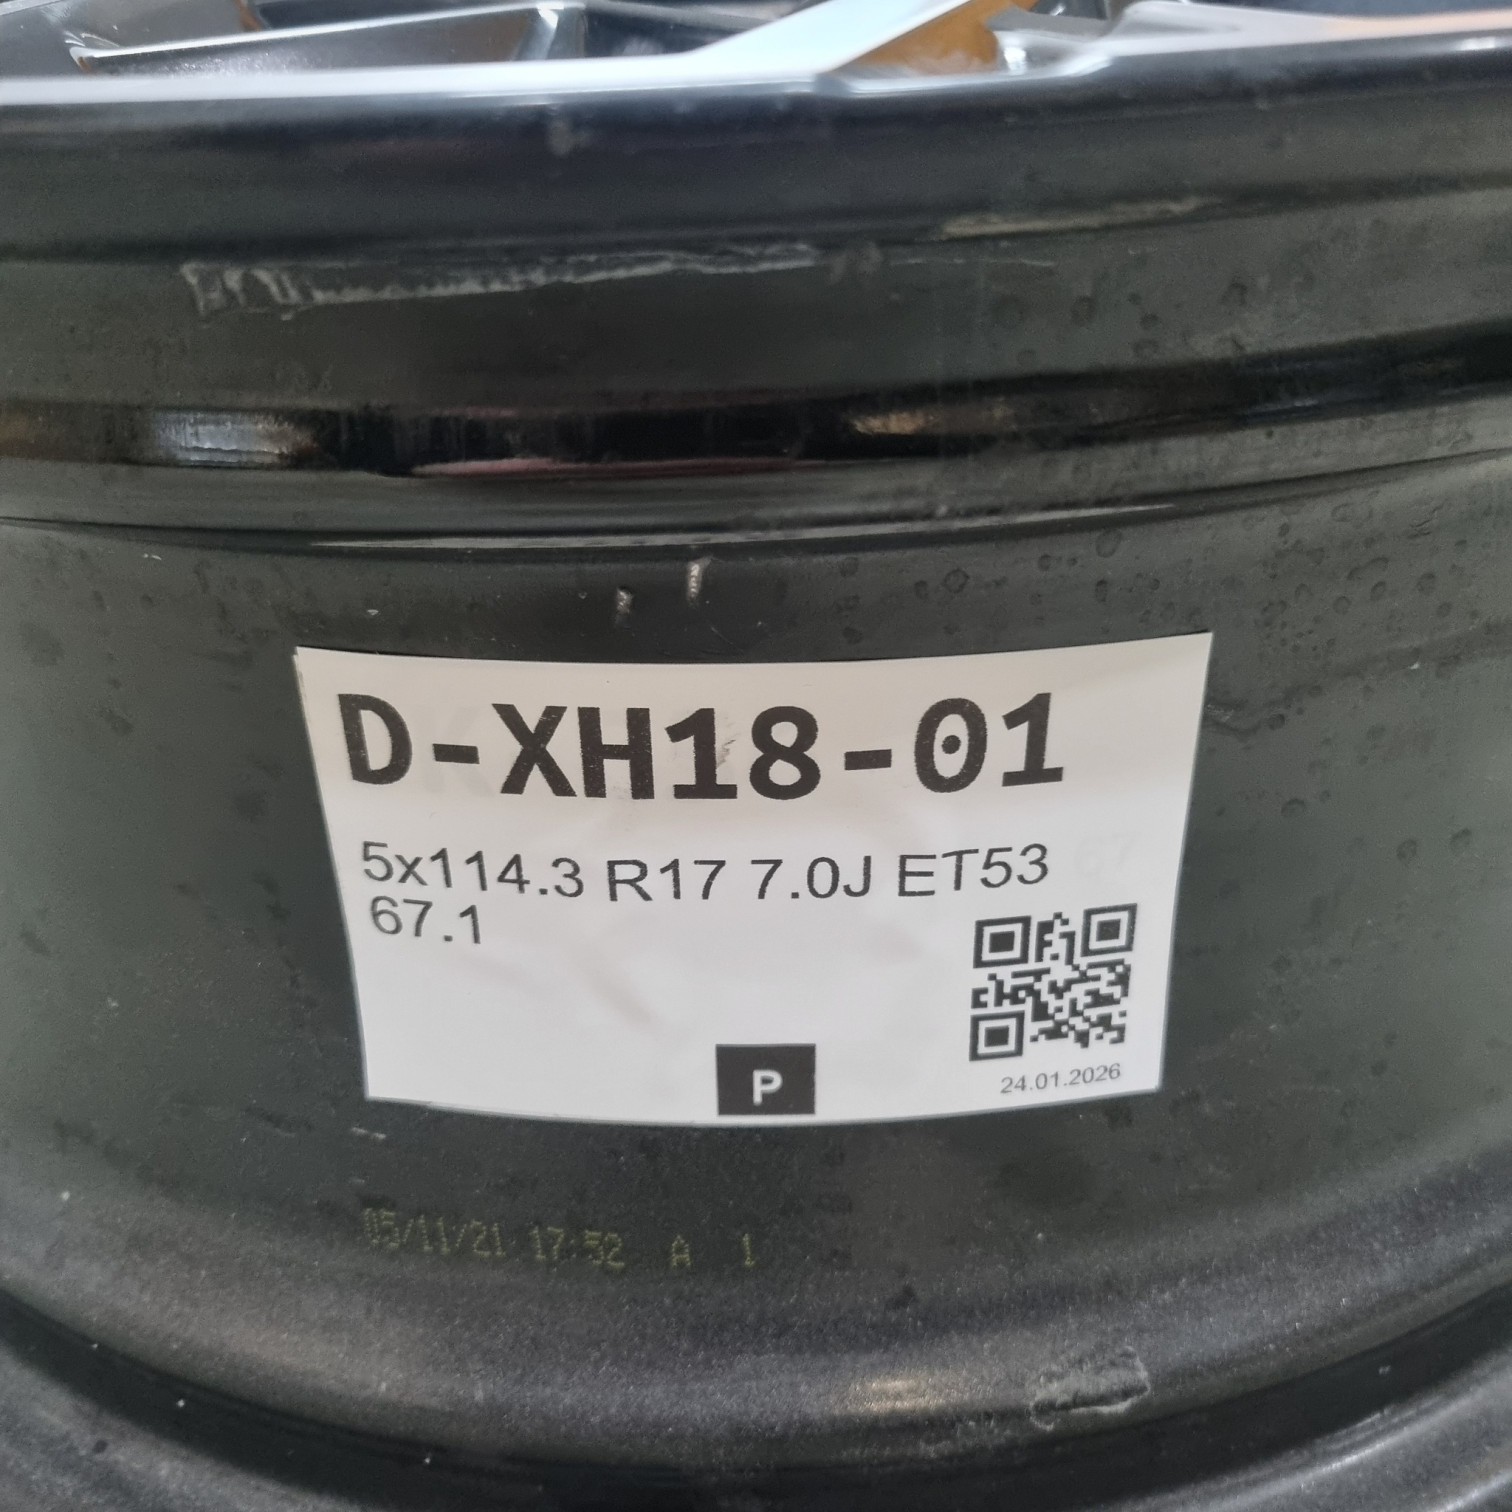 D-XH18-01
5x114.3 R17 7.0J ET53
67.1
P
24.01.2026
05/11/21 17:52 A 1